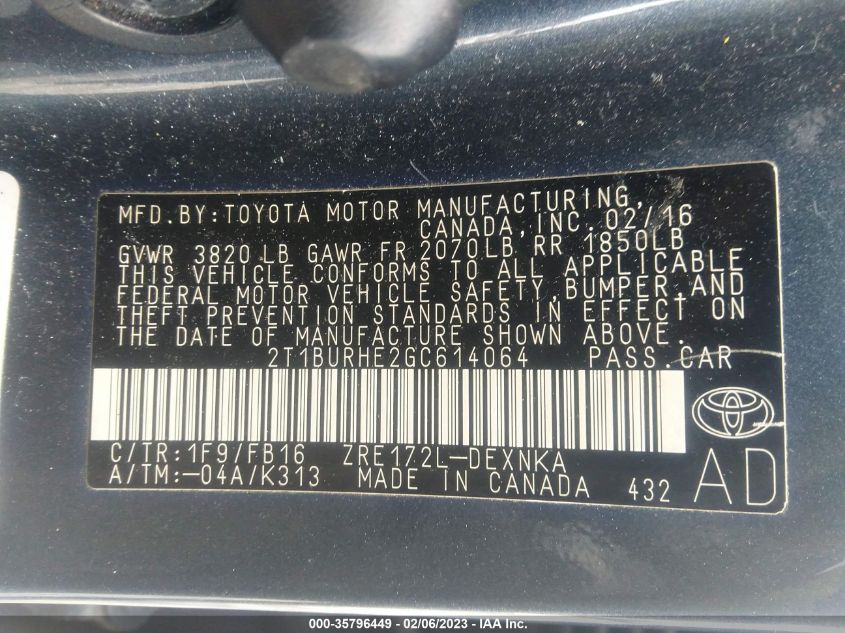 MFD.BY:TOYOTA MOTOR MANUFACTURING,
CANADA,INC. 02/16
GVWR 3820 LB GAWR FR 2070LB RR 1850LB
THIS VEHICLE CONFORMS TO ALL APPLICABLE
FEDERAL MOTOR VEHICLE SAFETY,BUMPER,AND
THEFT PREVENTION STANDARDS IN EFFECT ON
THE DATE OF MANUFACTURE SHOWN ABOVE.
2T1BURHE2GC614064 PASS.CAR
C/TR:1F9/FB16 ZRE172L-DEXNKA
A/TM:-04A/K313 MADE IN CANADA 432 AD
000-35796449 - 02/06/2023 - IAA Inc.